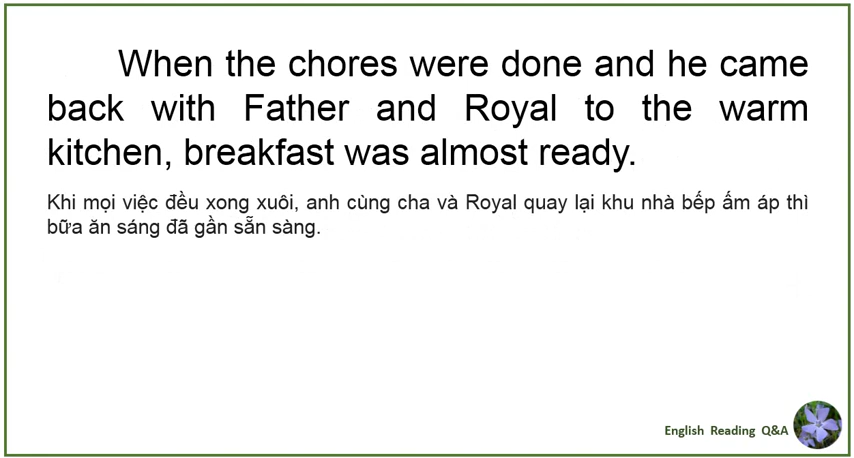 When the chores were done and he came
back with Father and Royal to the warm
kitchen, breakfast was almost ready.
Khi mọi việc đều xong xuôi, anh cùng cha và Royal quay lại khu nhà bếp ấm áp thì
bữa ăn sáng đã gần sẵn sàng.
English Reading Q&A